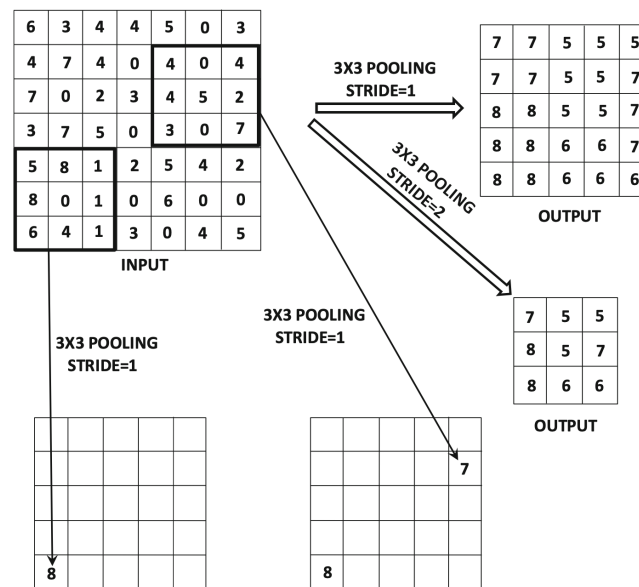 6 3 4 4 5 0 3
4 7 4 0 4 0 4
7 0 2 3 4 5 2
3 7 5 0 3 0 7
5 8 1 2 5 4 2
8 0 1 0 6 0 0
6 4 1 3 0 4 5
INPUT
3X3 POOLING
STRIDE=1
7 7 5 5 5
7 7 5 5 7
8 8 5 5 7
8 8 6 6 7
8 8 6 6 6
OUTPUT
3X3 POOLING
STRIDE=2
7 5 5
8 5 7
8 6 6
OUTPUT
3X3 POOLING
STRIDE=1
8
3X3 POOLING
STRIDE=1
7
8